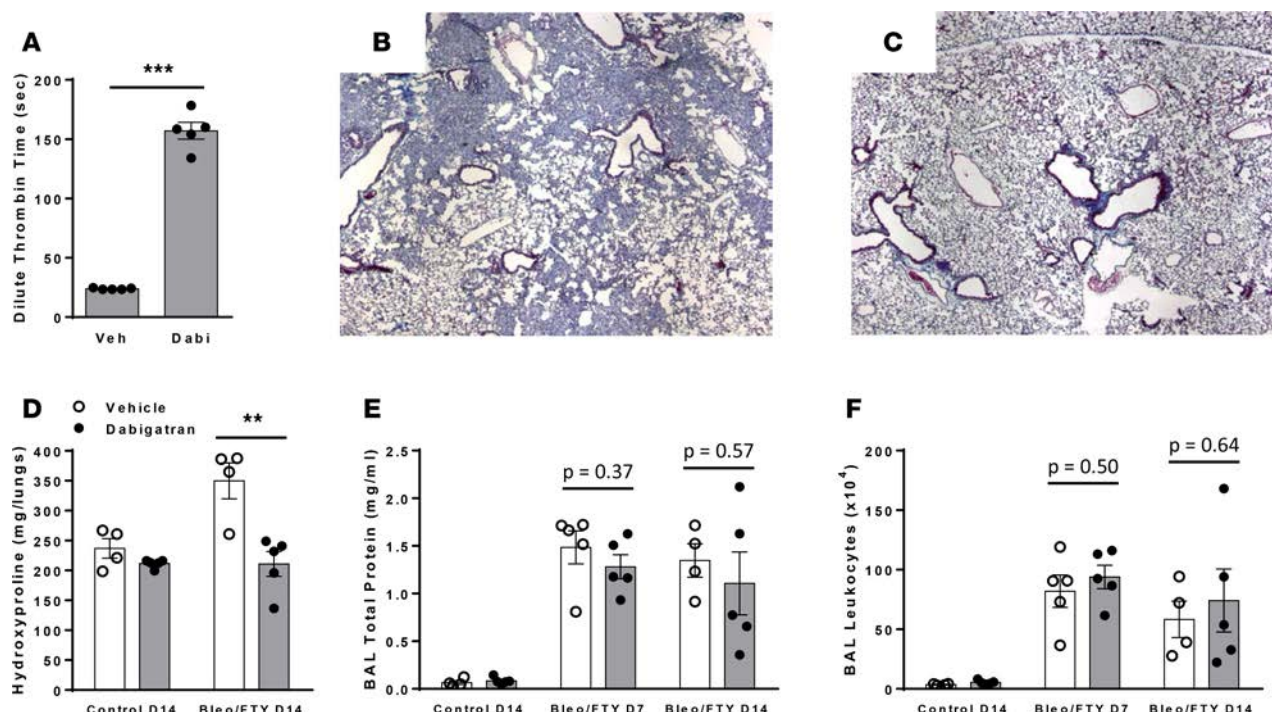 A
B
C
***
Dilute Thrombin Time (sec)
200
150
100
50
0
Veh Dabi
D
Vehicle
Dabigatran
**
Hydroxyproline (mg/lungs)
400
350
300
250
200
150
100
50
0
Control D14 Bleo/FTY D14
E
p = 0.37
p = 0.57
BAL Total Protein (mg/ml)
2.5
2.0
1.5
1.0
0.5
0.0
Control D14 Bleo/FTY D7 Bleo/FTY D14
F
p = 0.50
p = 0.64
BAL Leukocytes (x10⁴)
200
150
100
50
0
Control D14 Bleo/FTY D7 Bleo/FTY D14